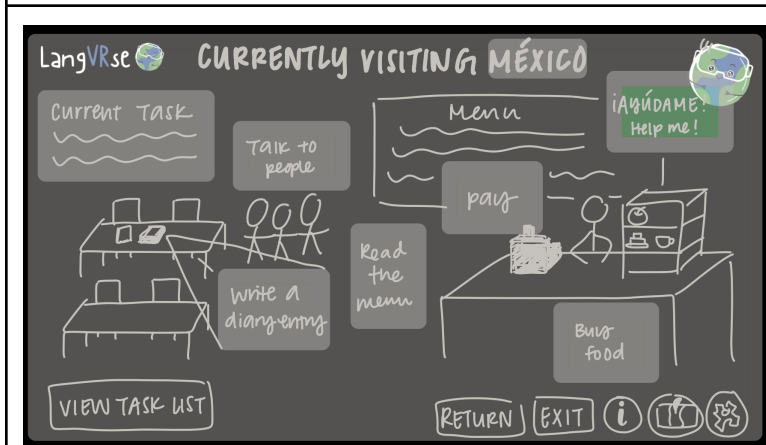 LangVRse
CURRENTLY VISITING MÉXICO
Current Task
Talk to
people
Menu
¡AYÚDAME!
Help me!
pay
Read
the
menu
Write a
diary entry
Buy
food
VIEW TASK LIST
RETURN
EXIT
i